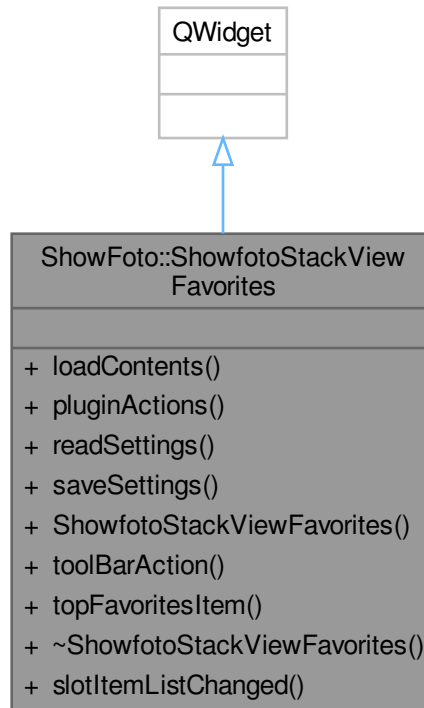 QWidget
ShowFoto::ShowfotoStackView
Favorites
+ loadContents()
+ pluginActions()
+ readSettings()
+ saveSettings()
+ ShowfotoStackViewFavorites()
+ toolBarAction()
+ topFavoritesItem()
+ ~ShowfotoStackViewFavorites()
+ slotItemListChanged()